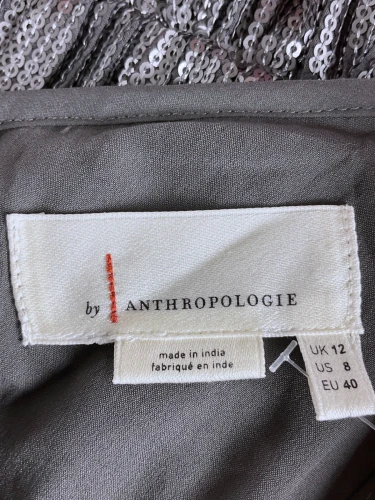 by ANTHROPOLOGIE
made in india
fabriqué en inde
UK 12
US 8
EU 40